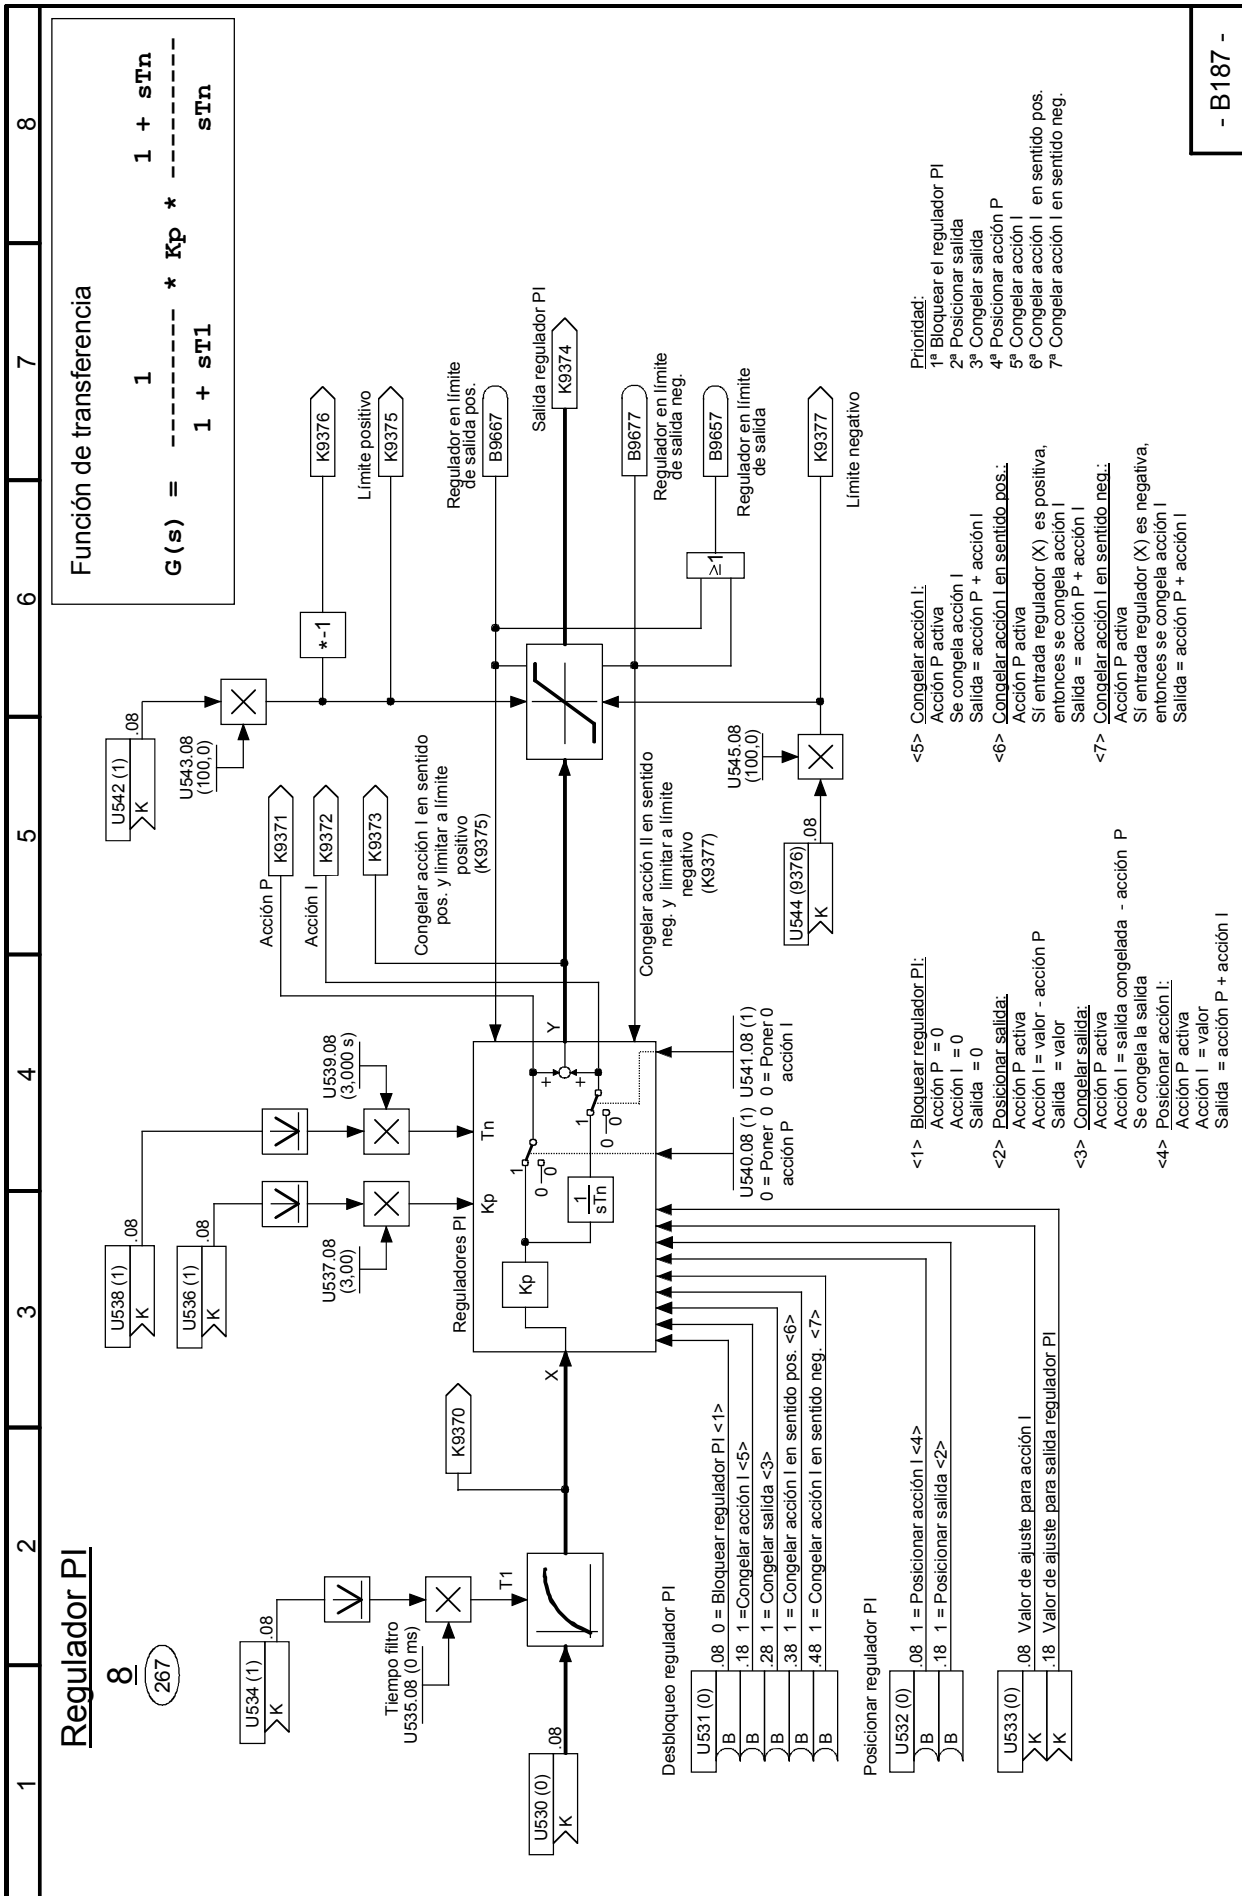 1 2 3 4 5 6 7 8
Regulador PI
8
267
Función de transferencia
1 1 + sTn
G(s) = -------- * Kp * ----------
1 + sT1 sTn
U534 (1)
K
.08
Tiempo filtro
U535.08 (0 ms)
T1
U530 (0)
K
.08
K9370
X
U538 (1)
K
.08
U536 (1)
K
.08
U537.08
(3,00)
U539.08
(3,000 s)
Reguladores PI
Kp
Tn
Kp
1
sTn
1
0
0
1
0
0
+
+
Y
U540.08 (1)
0 = Poner 0
acción P
U541.08 (1)
0 = Poner 0
acción I
Acción P
K9371
Acción I
K9372
K9373
U542 (1)
K
.08
U543.08
(100,0)
*-1
K9376
Límite positivo
K9375
Congelar acción I en sentido
pos. y limitar a límite
positivo
(K9375)
Regulador en límite
de salida pos.
B9667
Salida regulador PI
K9374
Congelar acción II en sentido
neg. y limitar a límite
negativo
(K9377)
B9677
Regulador en límite
de salida neg.
≥1
B9657
Regulador en límite
de salida
U545.08
(100,0)
U544 (9376)
K
.08
K9377
Límite negativo
Desbloqueo regulador PI
U531 (0)
B .08 0 = Bloquear regulador PI <1>
B .18 1 =Congelar acción I <5>
B .28 1 = Congelar salida <3>
B .38 1 = Congelar acción I en sentido pos. <6>
B .48 1 = Congelar acción I en sentido neg. <7>
Posicionar regulador PI
U532 (0)
B .08 1 = Posicionar acción I <4>
B .18 1 = Posicionar salida <2>
U533 (0)
K .08 Valor de ajuste para acción I
K .18 Valor de ajuste para salida regulador PI
<1> Bloquear regulador PI:
Acción P = 0
Acción I = 0
Salida = 0
<2> Posicionar salida:
Acción P activa
Acción I = valor - acción P
Salida = valor
<3> Congelar salida:
Acción P activa
Acción I = salida congelada - acción P
Se congela la salida
<4> Posicionar acción I:
Acción P activa
Acción I = valor
Salida = acción P + acción I
<5> Congelar acción I:
Acción P activa
Se congela acción I
Salida = acción P + acción I
<6> Congelar acción I en sentido pos.:
Acción P activa
Sí entrada regulador (X) es positiva,
entonces se congela acción I
Salida = acción P + acción I
<7> Congelar acción I en sentido neg.:
Acción P activa
Sí entrada regulador (X) es negativa,
entonces se congela acción I
Salida = acción P + acción I
Prioridad:
1ª Bloquear el regulador PI
2ª Posicionar salida
3ª Congelar salida
4ª Posicionar acción P
5ª Congelar acción I
6ª Congelar acción I en sentido pos.
7ª Congelar acción I en sentido neg.
- B187 -